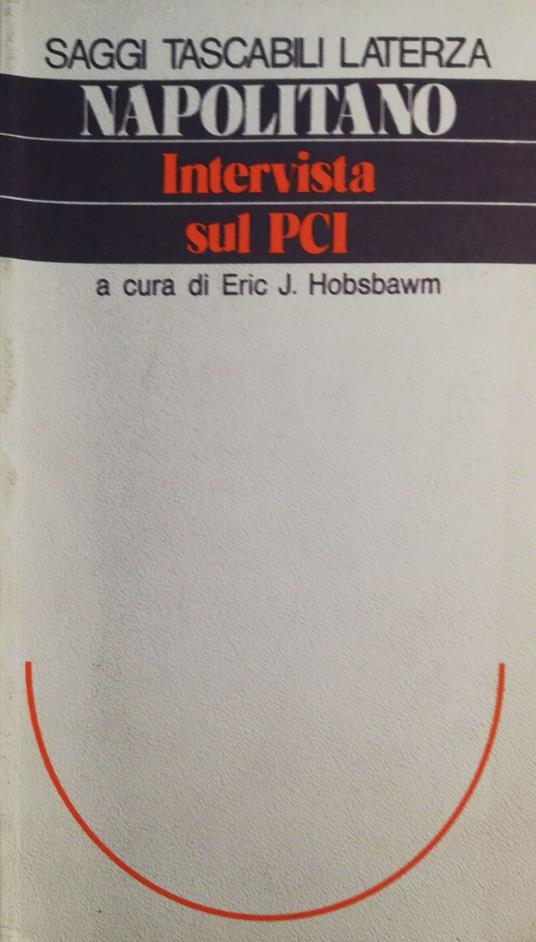 SAGGI TASCABILI LATERZA
NAPOLITANO
Intervista
sul PCI
a cura di Eric J. Hobsbawm